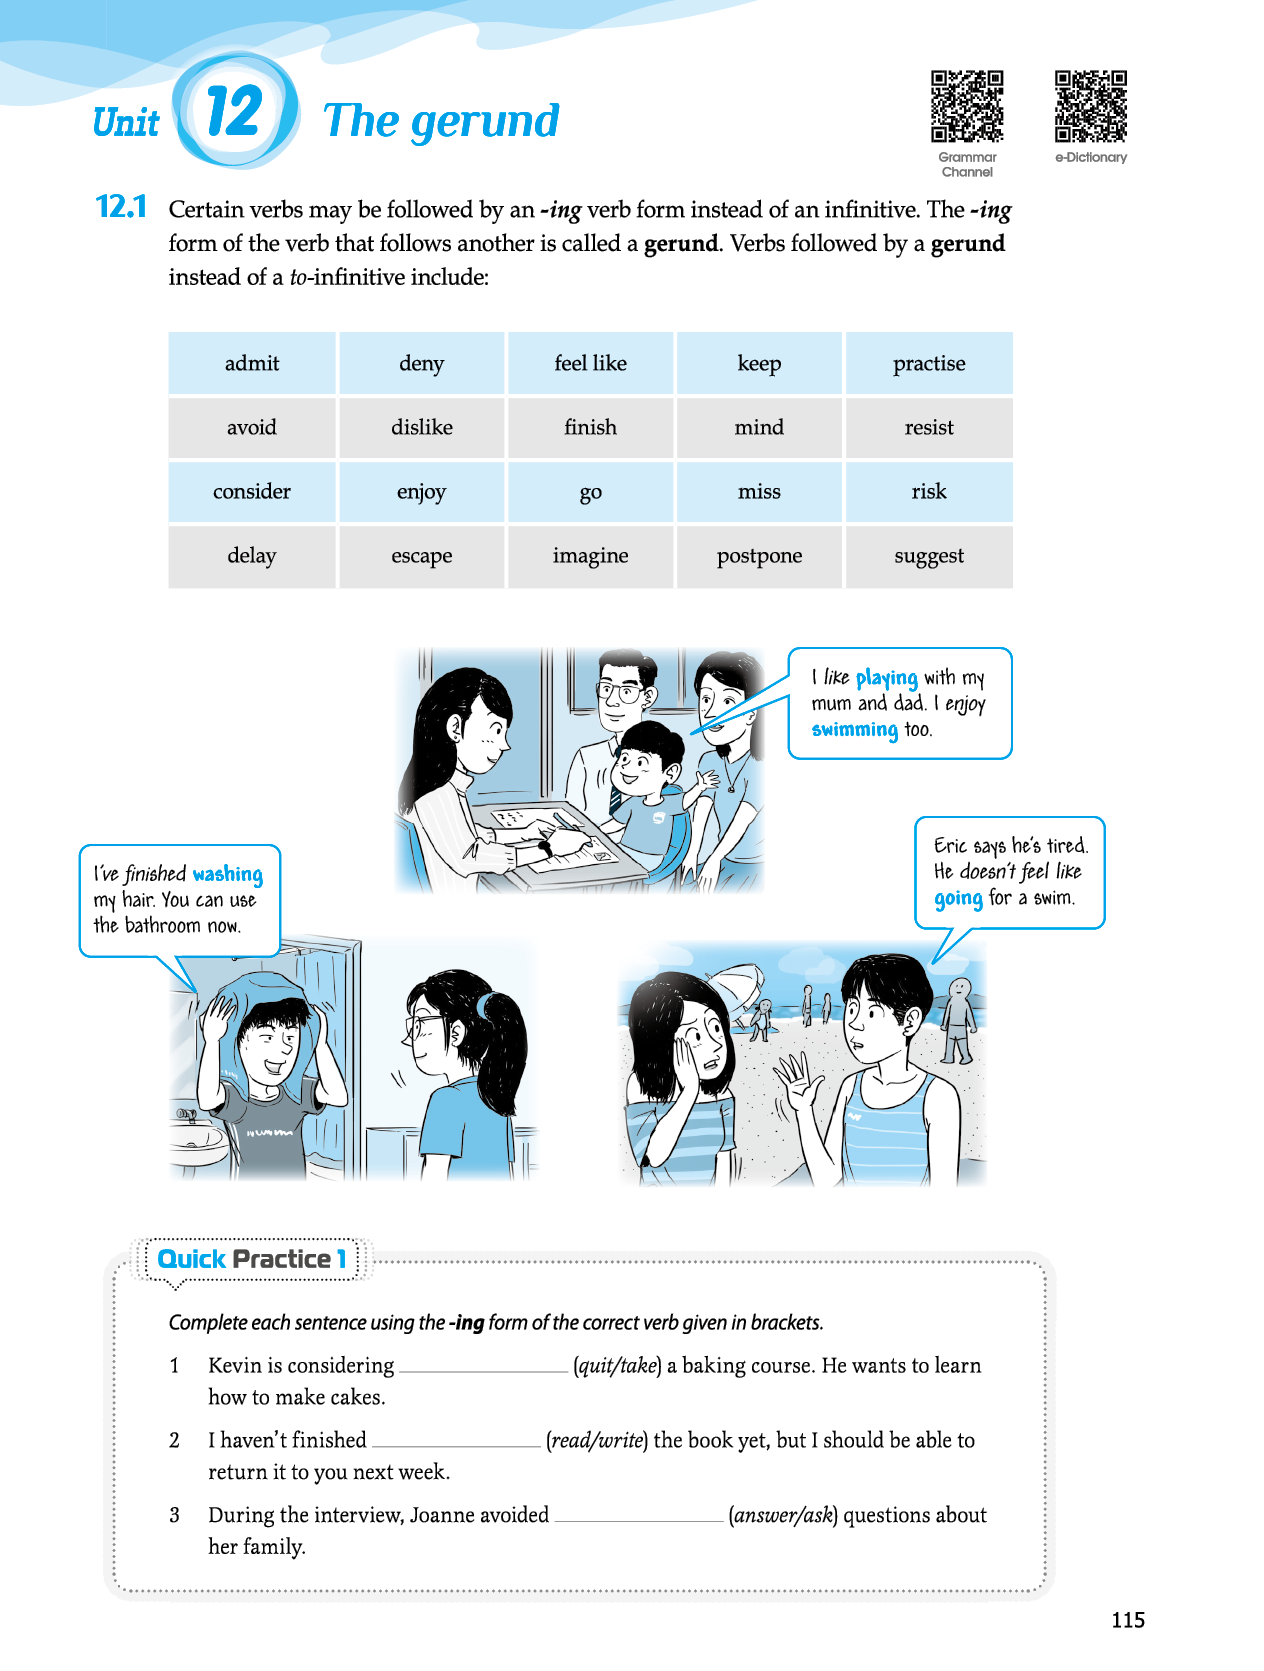 Unit 12 The gerund
Grammar
Channel
e-Dictionary
12.1 Certain verbs may be followed by an -ing verb form instead of an infinitive. The -ing
form of the verb that follows another is called a gerund. Verbs followed by a gerund
instead of a to-infinitive include:
admit deny feel like keep practise
avoid dislike finish mind resist
consider enjoy go miss risk
delay escape imagine postpone suggest
I like playing with my
mum and dad. I enjoy
swimming too.
I've finished washing
my hair. You can use
the bathroom now.
Eric says he's tired.
He doesn't feel like
going for a swim.
Quick Practice 1
Complete each sentence using the -ing form of the correct verb given in brackets.
1 Kevin is considering ________________ (quit/take) a baking course. He wants to learn
how to make cakes.
2 I haven't finished ________________ (read/write) the book yet, but I should be able to
return it to you next week.
3 During the interview, Joanne avoided ________________ (answer/ask) questions about
her family.
115